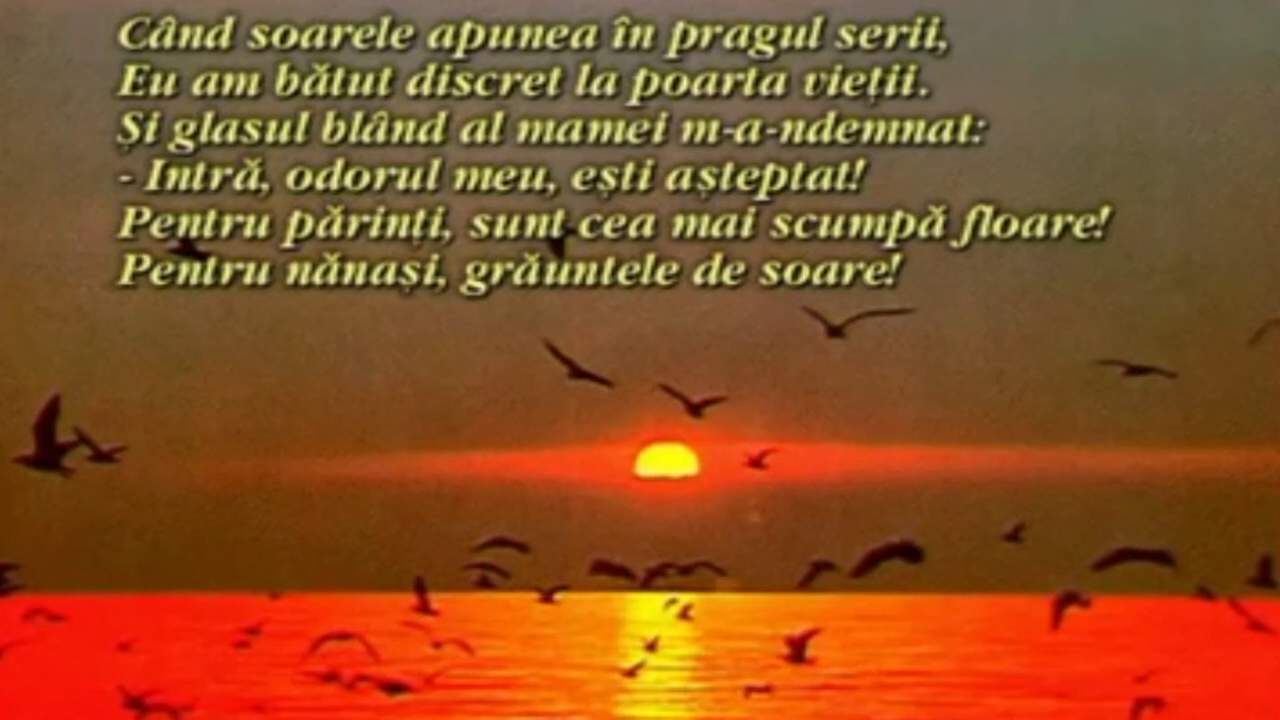 Când soarele apunea în pragul serii,
Eu am bătut discret la poarta vieții.
Și glasul blând al mamei m-a-ndemnat:
- Intră, odorul meu, ești așteptat!
Pentru părinți, sunt cea mai scumpă floare!
Pentru nănași, grăuntele de soare!